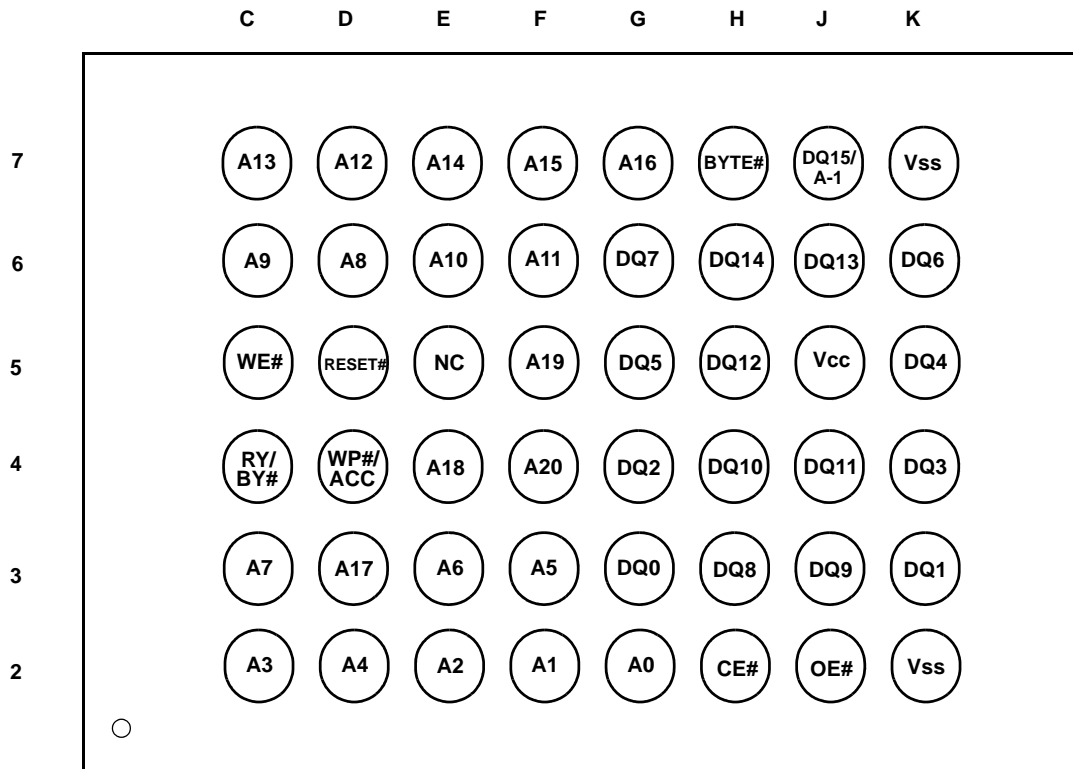 C D E F G H J K
7 A13 A12 A14 A15 A16 BYTE# DQ15/
A-1 Vss
6 A9 A8 A10 A11 DQ7 DQ14 DQ13 DQ6
5 WE# RESET# NC A19 DQ5 DQ12 Vcc DQ4
4 RY/
BY# WP#/
ACC A18 A20 DQ2 DQ10 DQ11 DQ3
3 A7 A17 A6 A5 DQ0 DQ8 DQ9 DQ1
2 A3 A4 A2 A1 A0 CE# OE# Vss